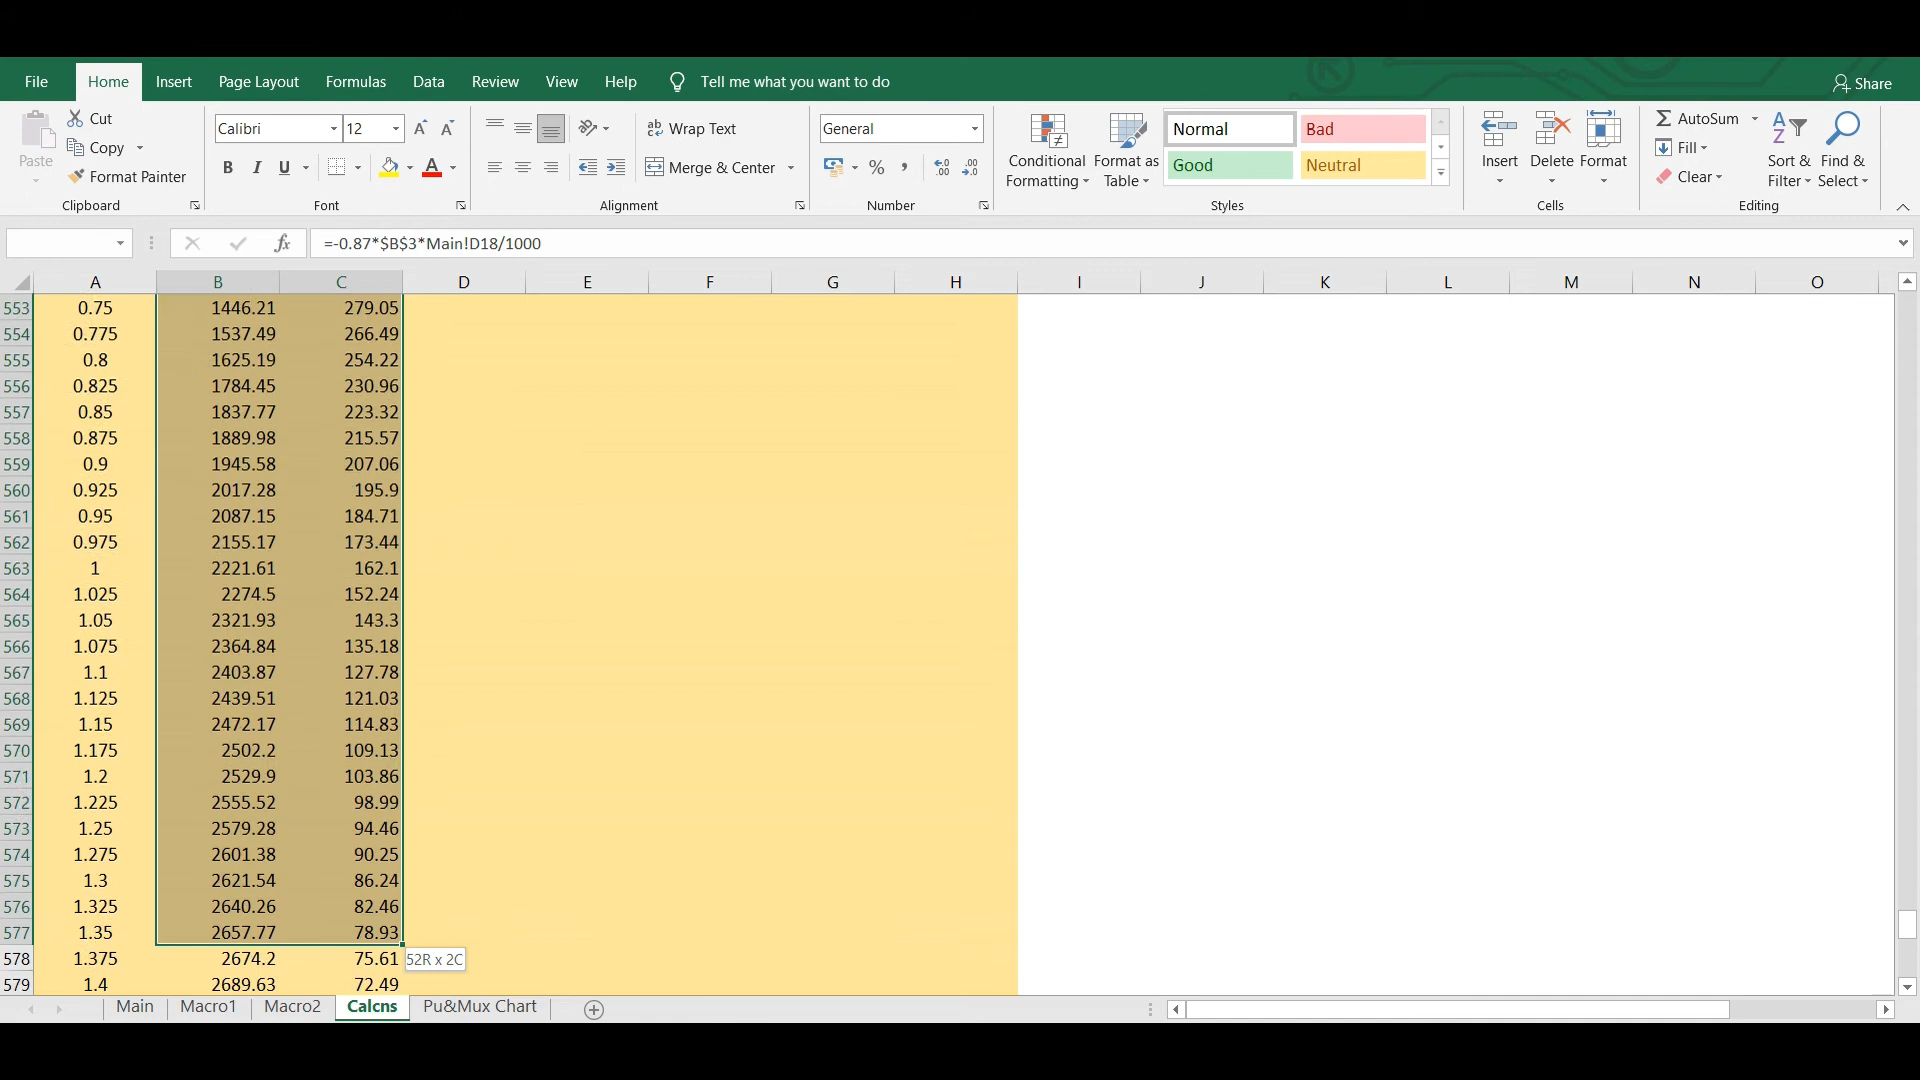 File Home Insert Page Layout Formulas Data Review View Help Tell me what you want to do Share
Paste Cut Copy Format Painter Clipboard
Calibri 12 A A B I U A Font
ab Wrap Text Merge & Center Alignment
General % , .00 .00 Number
Conditional Formatting Format as Table
Normal Bad
Good Neutral
Styles
Insert Delete Format Cells
AutoSum Fill Clear Sort & Filter Find & Select Editing
fx =-0.87*$B$3*Main!D18/1000
A B C D E F G H I J K L M N O
553 0.75 1446.21 279.05
554 0.775 1537.49 266.49
555 0.8 1625.19 254.22
556 0.825 1784.45 230.96
557 0.85 1837.77 223.32
558 0.875 1889.98 215.57
559 0.9 1945.58 207.06
560 0.925 2017.28 195.9
561 0.95 2087.15 184.71
562 0.975 2155.17 173.44
563 1 2221.61 162.1
564 1.025 2274.5 152.24
565 1.05 2321.93 143.3
566 1.075 2364.84 135.18
567 1.1 2403.87 127.78
568 1.125 2439.51 121.03
569 1.15 2472.17 114.83
570 1.175 2502.2 109.13
571 1.2 2529.9 103.86
572 1.225 2555.52 98.99
573 1.25 2579.28 94.46
574 1.275 2601.38 90.25
575 1.3 2621.54 86.24
576 1.325 2640.26 82.46
577 1.35 2657.77 78.93
578 1.375 2674.2 75.61 52R x 2C
579 1.4 2689.63 72.49
Main Macro1 Macro2 Calcns Pu&Mux Chart